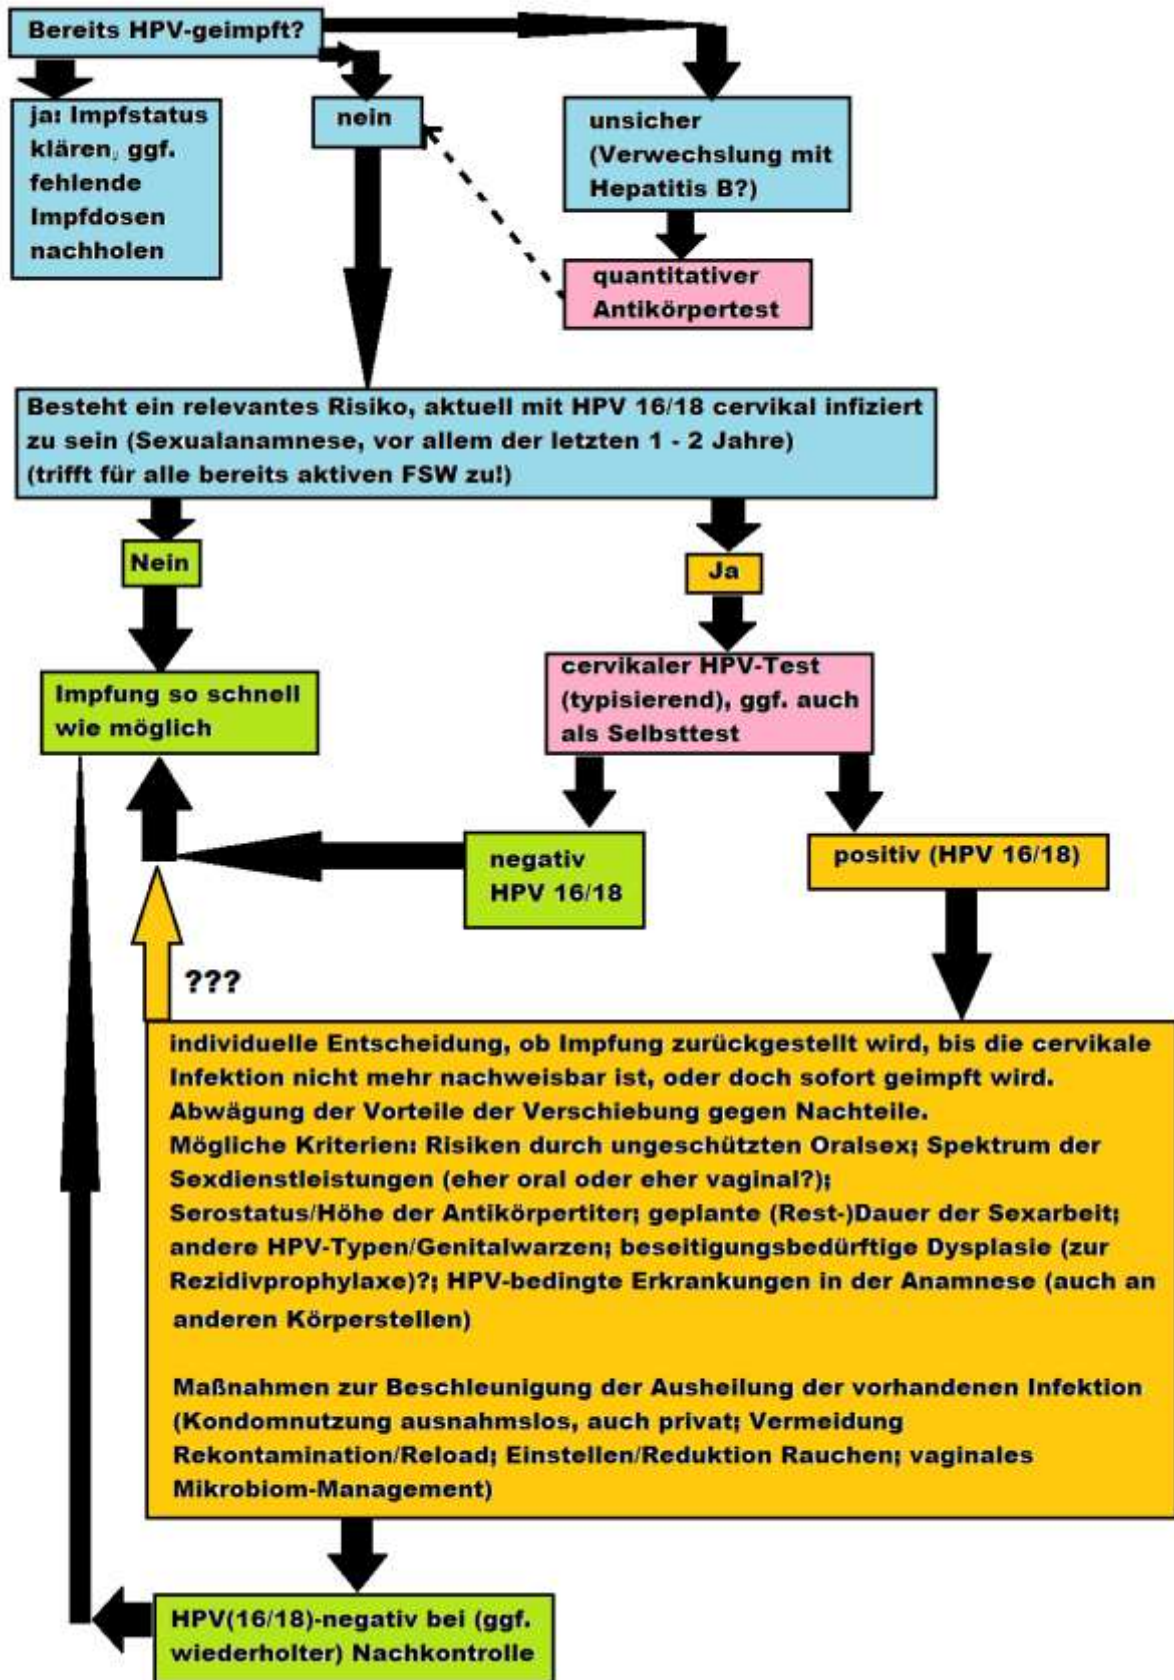 Bereits HPV-geimpft?
ja: Impfstatus
klären, ggf.
fehlende
Impfdosen
nachholen
nein
unsicher
(Verwechslung mit
Hepatitis B?)
quantitativer
Antikörpertest
Besteht ein relevantes Risiko, aktuell mit HPV 16/18 cervikal infiziert
zu sein (Sexualanamnese, vor allem der letzten 1 - 2 Jahre)
(trifft für alle bereits aktiven FSW zu!)
Nein
Ja
Impfung so schnell
wie möglich
cervikaler HPV-Test
(typisierend), ggf. auch
als Selbsttest
negativ
HPV 16/18
positiv (HPV 16/18)
???
individuelle Entscheidung, ob Impfung zurückgestellt wird, bis die cervikale
Infektion nicht mehr nachweisbar ist, oder doch sofort geimpft wird.
Abwägung der Vorteile der Verschiebung gegen Nachteile.
Mögliche Kriterien: Risiken durch ungeschützten Oralsex; Spektrum der
Sexdienstleistungen (eher oral oder eher vaginal?);
Serostatus/Höhe der Antikörpertiter; geplante (Rest-)Dauer der Sexarbeit;
andere HPV-Typen/Genitalwarzen; beseitigungsbedürftige Dysplasie (zur
Rezidivprophylaxe)?; HPV-bedingte Erkrankungen in der Anamnese (auch an
anderen Körperstellen)
Maßnahmen zur Beschleunigung der Ausheilung der vorhandenen Infektion
(Kondomnutzung ausnahmslos, auch privat; Vermeidung
Rekontamination/Reload; Einstellen/Reduktion Rauchen; vaginales
Mikrobiom-Management)
HPV(16/18)-negativ bei (ggf.
wiederholter) Nachkontrolle